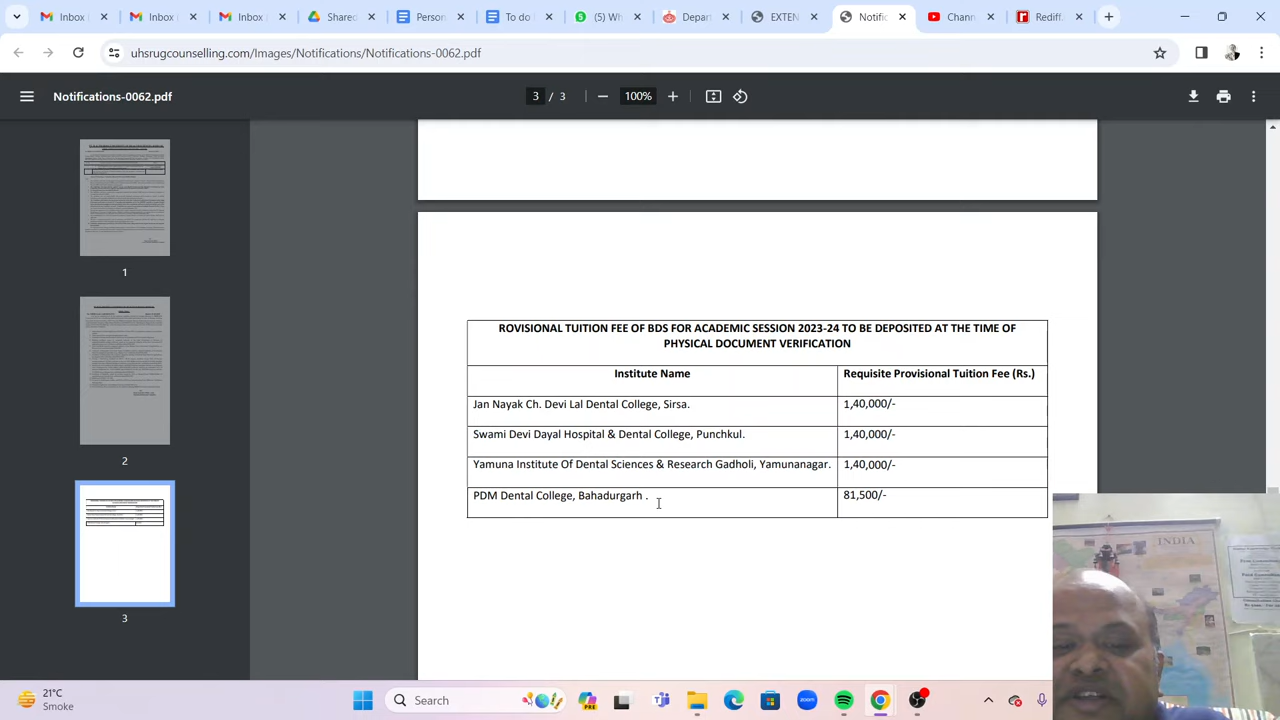 Inbox
Inbox
Inbox
Shared
Person
To do
(5) Wh
Depar
EXTEN
Notific
Chann
Rediff
uhsrugcounselling.com/Images/Notifications/Notifications-0062.pdf
Notifications-0062.pdf
3 / 3
100%
1
2
3
ROVISIONAL TUITION FEE OF BDS FOR ACADEMIC SESSION 2023-24 TO BE DEPOSITED AT THE TIME OF
PHYSICAL DOCUMENT VERIFICATION
Institute Name Requisite Provisional Tuition Fee (Rs.)
Jan Nayak Ch. Devi Lal Dental College, Sirsa. 1,40,000/-
Swami Devi Dayal Hospital & Dental College, Punchkul. 1,40,000/-
Yamuna Institute Of Dental Sciences & Research Gadholi, Yamunanagar. 1,40,000/-
PDM Dental College, Bahadurgarh . 81,500/-
INDIA
21°C
Smoke
Search
zoom